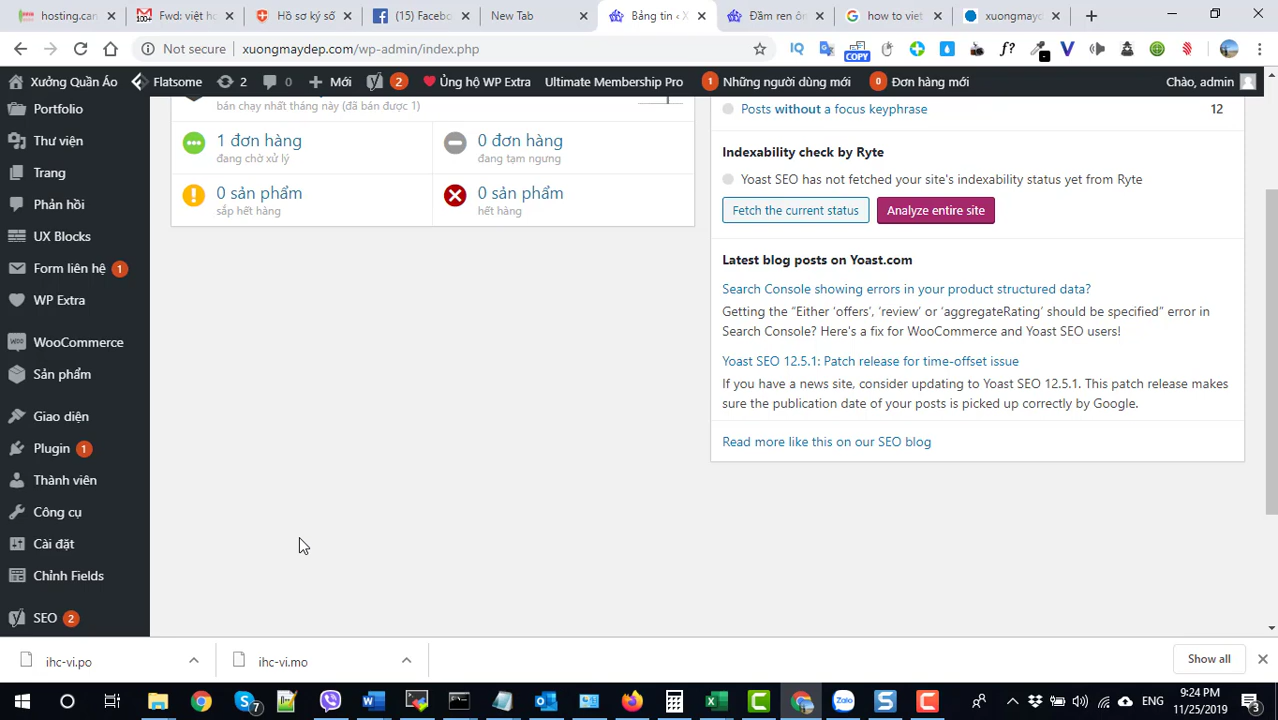 hosting.can
Fwd: việt h
Hồ sơ ký số
(15) Facebo
New Tab
Bảng tin ‹ X
Đầm ren ôn
how to viet
xuongmayd
Not secure
xuongmaydep.com/wp-admin/index.php
COPY
Xưởng Quần Áo
Flatsome
2
0
Mới
2
Ủng hộ WP Extra
Ultimate Membership Pro
1
Những người dùng mới
0
Đơn hàng mới
Chào, admin
Portfolio
Thư viện
Trang
Phản hồi
UX Blocks
Form liên hệ 1
WP Extra
WooCommerce
Sản phẩm
Giao diện
Plugin 1
Thành viên
Công cụ
Cài đặt
Chỉnh Fields
SEO 2
bán chạy nhất tháng này (đã bán được 1)
1 đơn hàng
đang chờ xử lý
0 đơn hàng
đang tạm ngưng
0 sản phẩm
sắp hết hàng
0 sản phẩm
hết hàng
Posts without a focus keyphrase 12
Indexability check by Ryte
Yoast SEO has not fetched your site's indexability status yet from Ryte
Fetch the current status
Analyze entire site
Latest blog posts on Yoast.com
Search Console showing errors in your product structured data?
Getting the “Either ‘offers’, ‘review’ or ‘aggregateRating’ should be specified” error in
Search Console? Here's a fix for WooCommerce and Yoast SEO users!
Yoast SEO 12.5.1: Patch release for time-offset issue
If you have a news site, consider updating to Yoast SEO 12.5.1. This patch release makes
sure the publication date of your posts is picked up correctly by Google.
Read more like this on our SEO blog
ihc-vi.po
ihc-vi.mo
Show all
7
Zalo
ENG
9:24 PM
11/25/2019
3